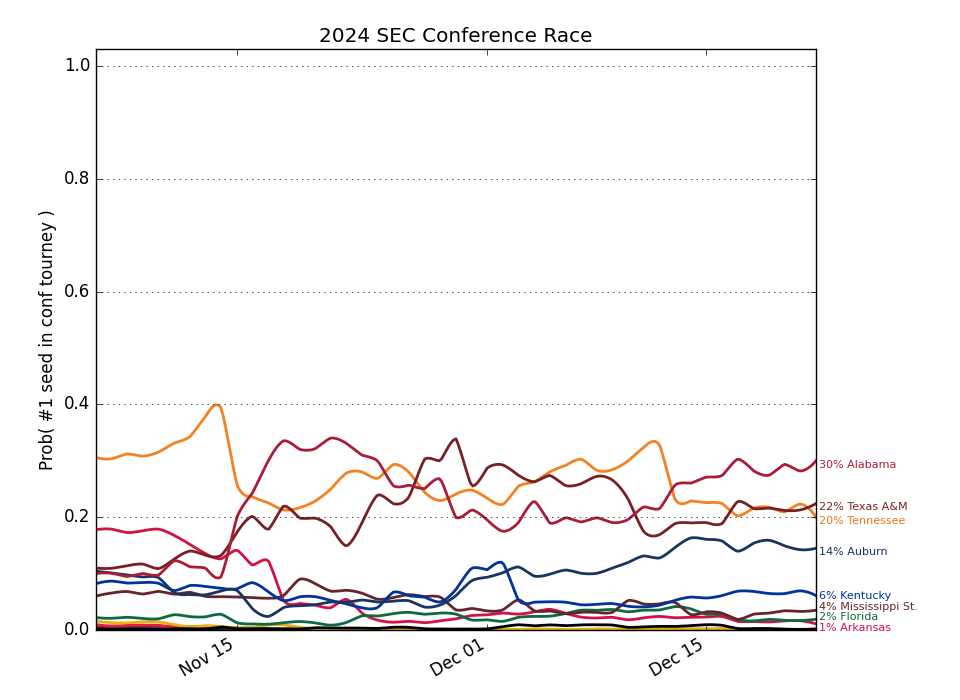 2024 SEC Conference Race
Prob( #1 seed in conf tourney )
1.0
0.8
0.6
0.4
0.2
0.0
Nov 15
Dec 01
Dec 15
30% Alabama
22% Texas A&M
20% Tennessee
14% Auburn
6% Kentucky
4% Mississippi St.
2% Florida
1% Arkansas